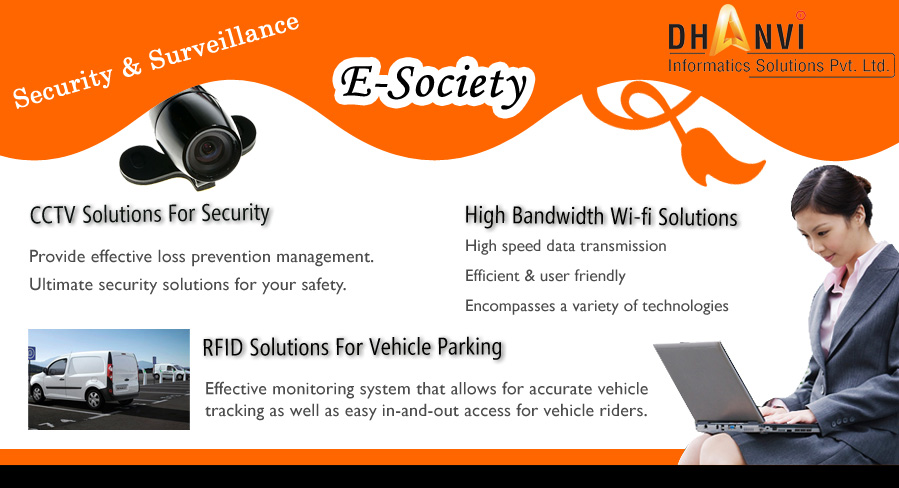 Security & Surveillance
E-Society
DHANVI
Informatics Solutions Pvt. Ltd.
CCTV Solutions For Security
Provide effective loss prevention management.
Ultimate security solutions for your safety.
High Bandwidth Wi-fi Solutions
High speed data transmission
Efficient & user friendly
Encompasses a variety of technologies
RFID Solutions For Vehicle Parking
Effective monitoring system that allows for accurate vehicle
tracking as well as easy in-and-out access for vehicle riders.